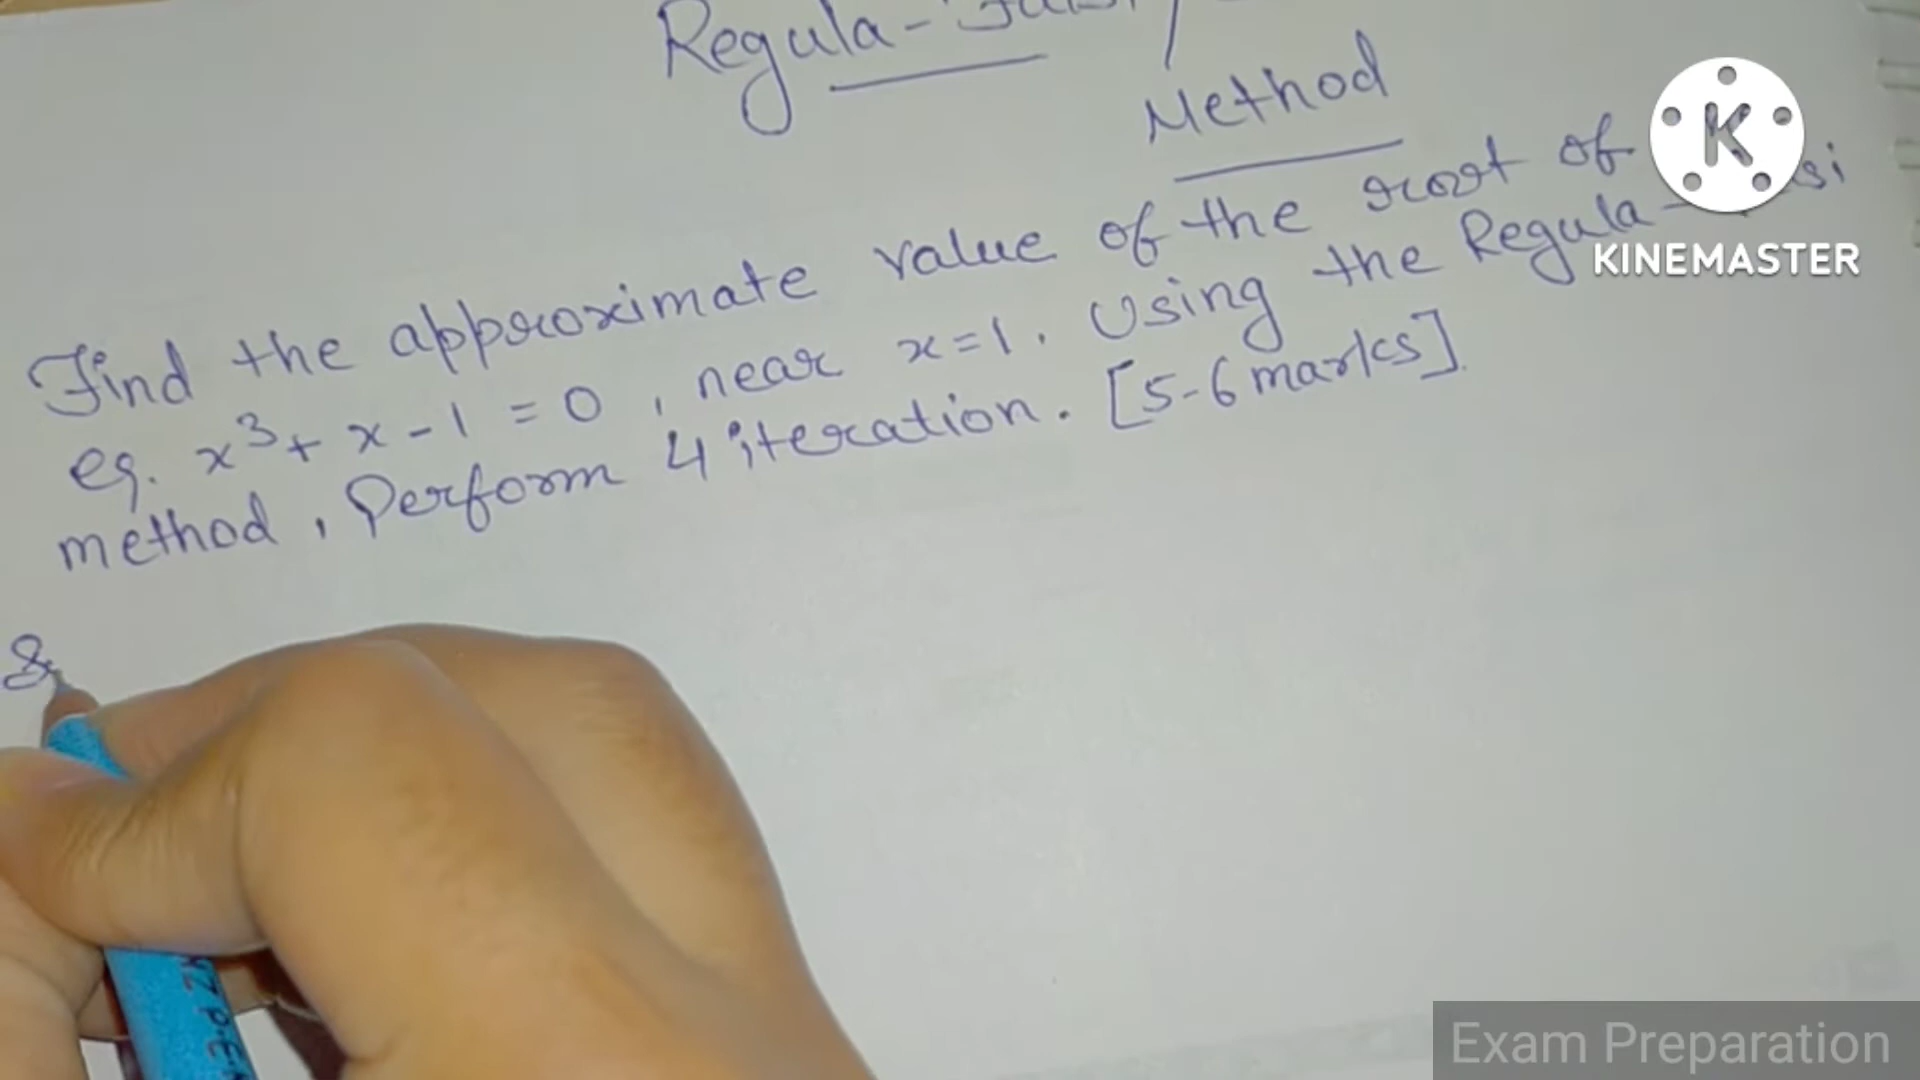 Regula-
Method
Find the approximate value of the root of
eq. x³ + x - 1 = 0, near x = 1. Using the Regula-
method, Perform 4 iteration. [5-6 marks]
K
KINEMASTER
Exam Preparation